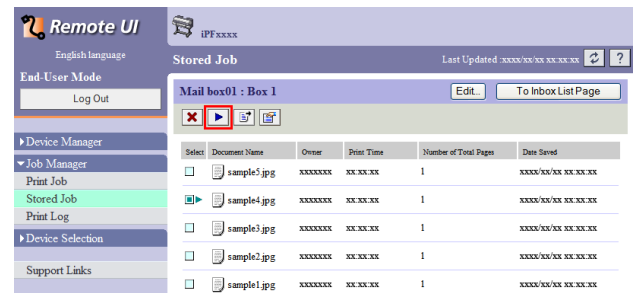 Remote UI
iPFxxxx
English language
Stored Job
Last Updated :xxxx/xx/xx xx:xx:xx
?
End-User Mode
Log Out
Mail box01 : Box 1
Edit...
To Inbox List Page
Device Manager
Job Manager
Print Job
Stored Job
Print Log
Device Selection
Support Links
Select Document Name Owner Print Time Number of Total Pages Date Saved
sample5.jpg xxxxxxx xx:xx:xx 1 xxxx/xx/xx xx:xx:xx
sample4.jpg xxxxxxx xx:xx:xx 1 xxxx/xx/xx xx:xx:xx
sample3.jpg xxxxxxx xx:xx:xx 1 xxxx/xx/xx xx:xx:xx
sample2.jpg xxxxxxx xx:xx:xx 1 xxxx/xx/xx xx:xx:xx
sample1.jpg xxxxxxx xx:xx:xx 1 xxxx/xx/xx xx:xx:xx